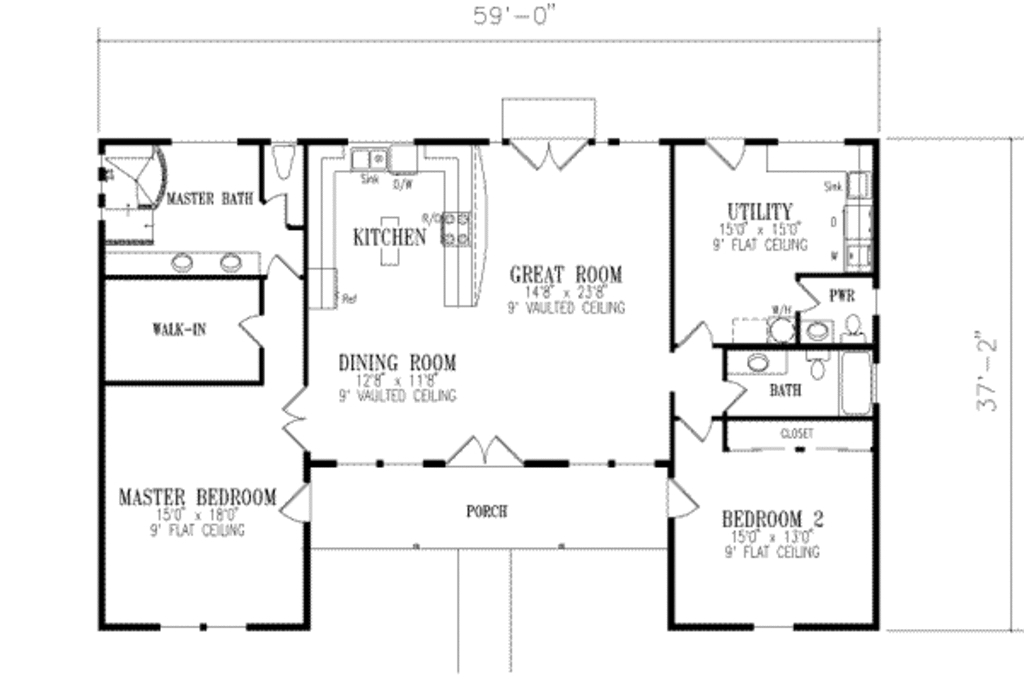 59'-0"
Sink
D/W
MASTER BATH
R/O
KITCHEN
Ref
GREAT ROOM
14'8" x 23'8"
9' VAULTED CEILING
UTILITY
15'0" x 15'0"
9' FLAT CEILING
Sink
D
W
PWR
W/H
WALK-IN
DINING ROOM
12'8" x 11'8"
9' VAULTED CEILING
BATH
CLOSET
37'-2"
MASTER BEDROOM
15'0" x 18'0"
9' FLAT CEILING
PORCH
BEDROOM 2
15'0" x 13'0"
9' FLAT CEILING